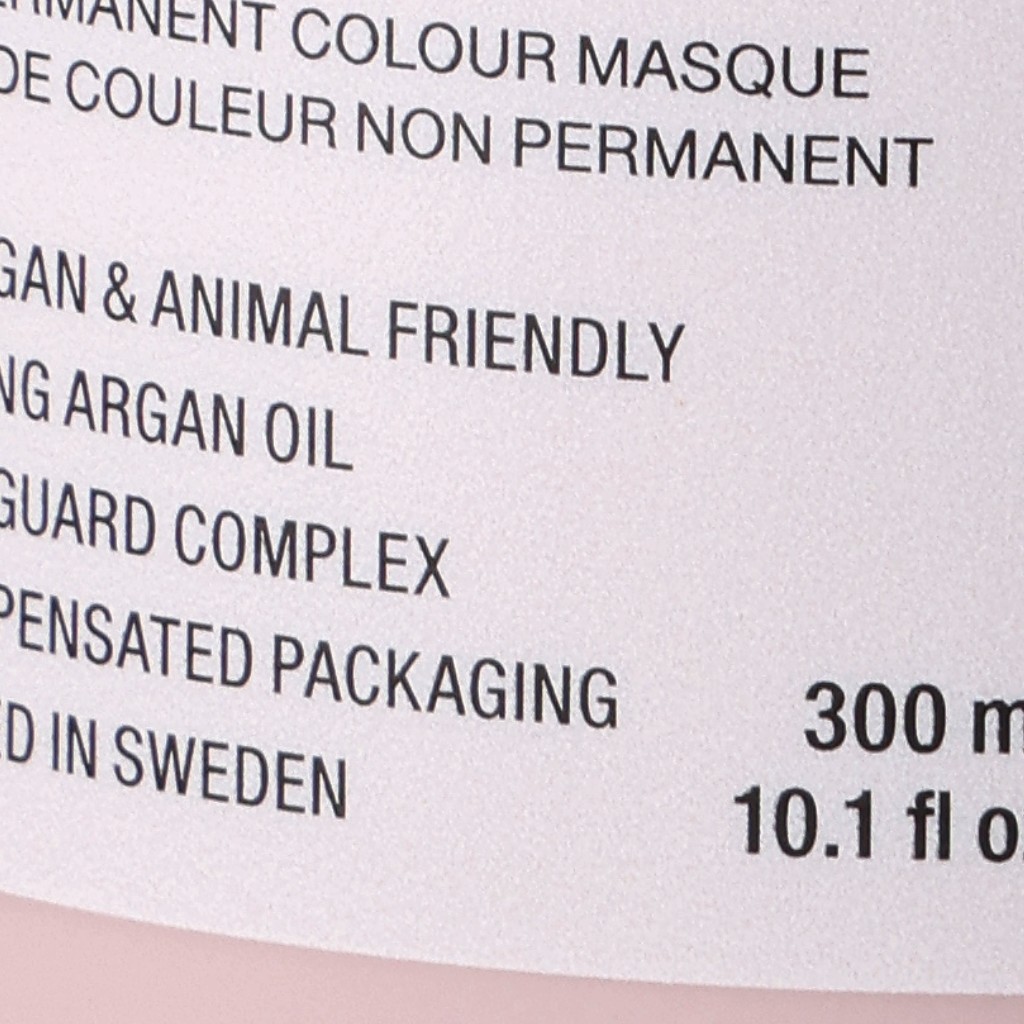 RMANENT COLOUR MASQUE
DE COULEUR NON PERMANENT
GAN & ANIMAL FRIENDLY
NG ARGAN OIL
GUARD COMPLEX
PENSATED PACKAGING
ED IN SWEDEN
300 m
10.1 fl o